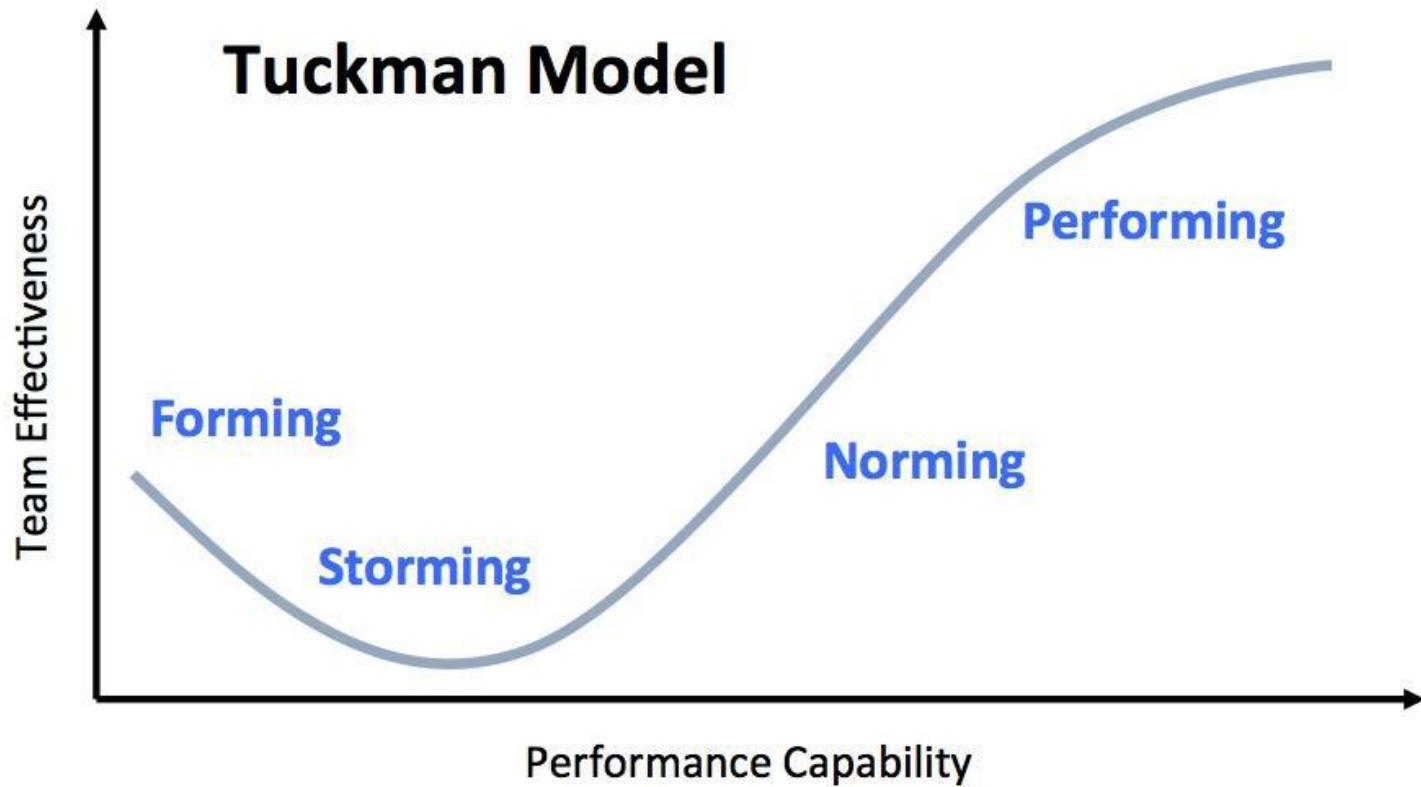 Tuckman Model
Team Effectiveness
Forming
Storming
Norming
Performing
Performance Capability